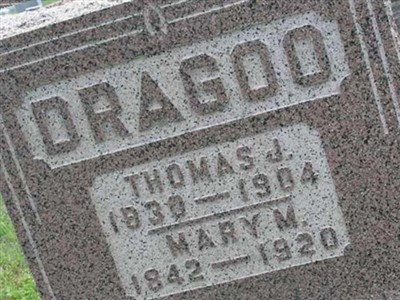 DRAGOO
THOMAS J.
1839 — 1904
MARY M.
1842 — 1920